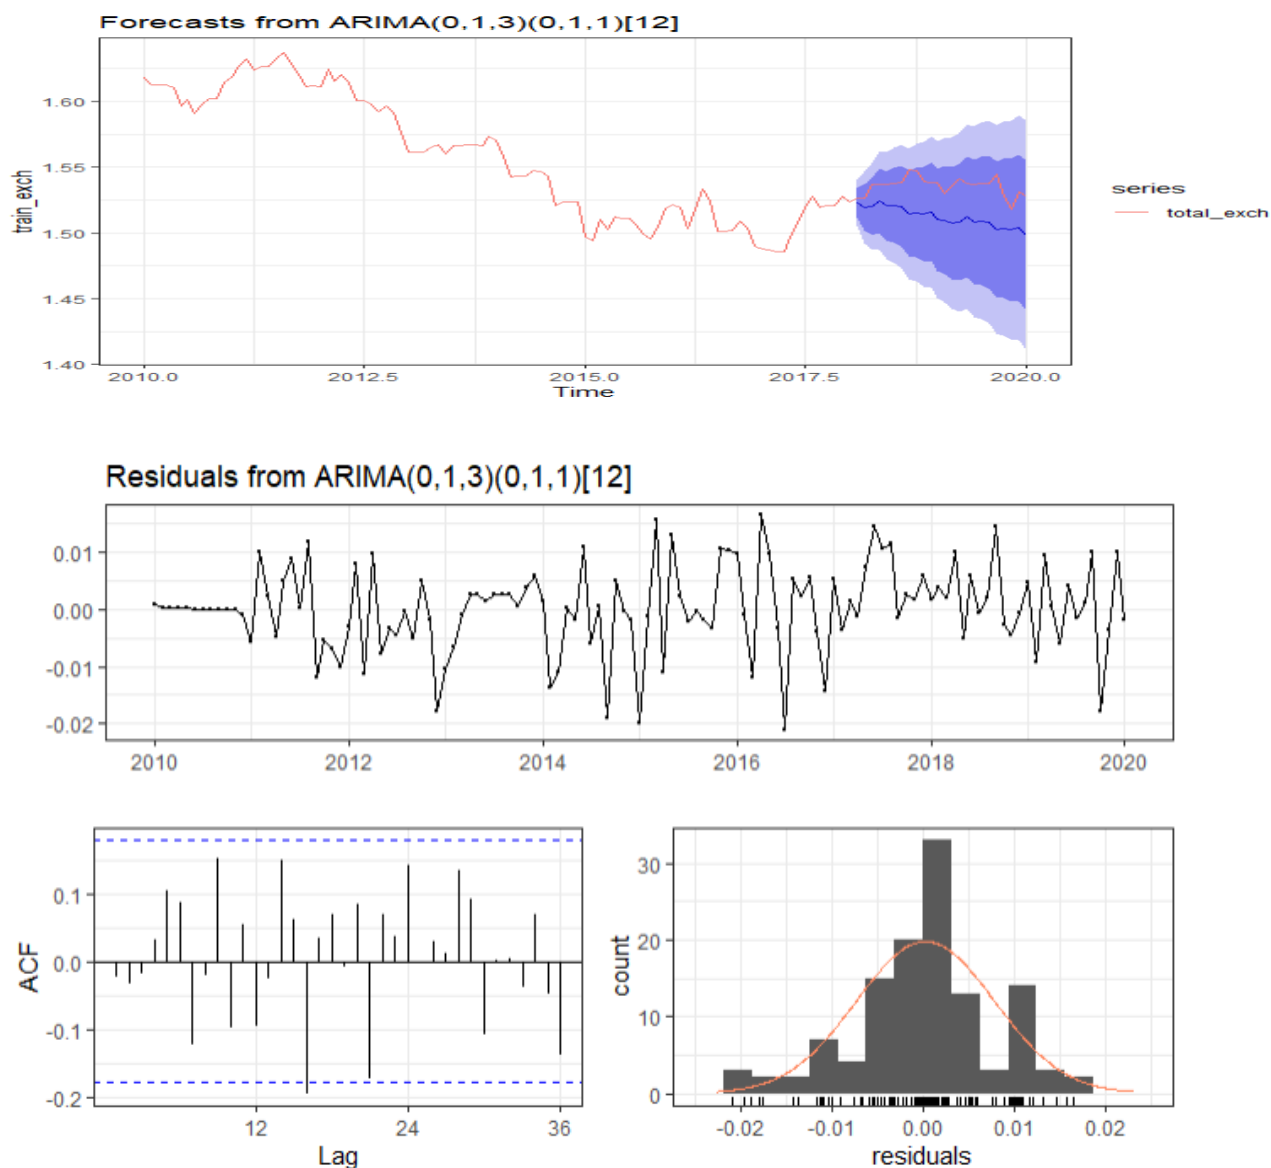 Forecasts from ARIMA(0,1,3)(0,1,1)[12]
train_exch
1.60
1.55
1.50
1.45
1.40
2010.0 2012.5 2015.0 2017.5 2020.0
Time
series
total_exch
Residuals from ARIMA(0,1,3)(0,1,1)[12]
0.01
0.00
-0.01
-0.02
2010 2012 2014 2016 2018 2020
ACF
0.1
0.0
-0.1
-0.2
12 24 36
Lag
count
30
20
10
0
-0.02 -0.01 0.00 0.01 0.02
residuals